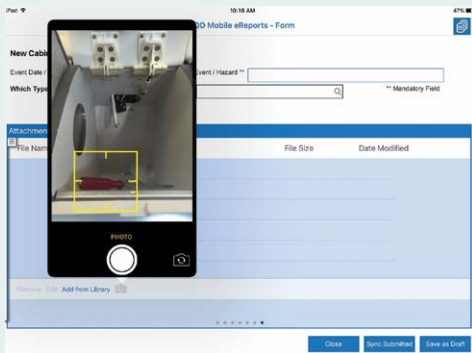 iPad
10:18 AM
47%
QD Mobile eReports - Form
New Cabi
Event Date /
Event / Hazard **
Which Type
** Mandatory Field
Attachmen
File Nam
File Size
Date Modified
PHOTO
Remove Edit Add from Library
Close
Sync Submitted
Save as Draft